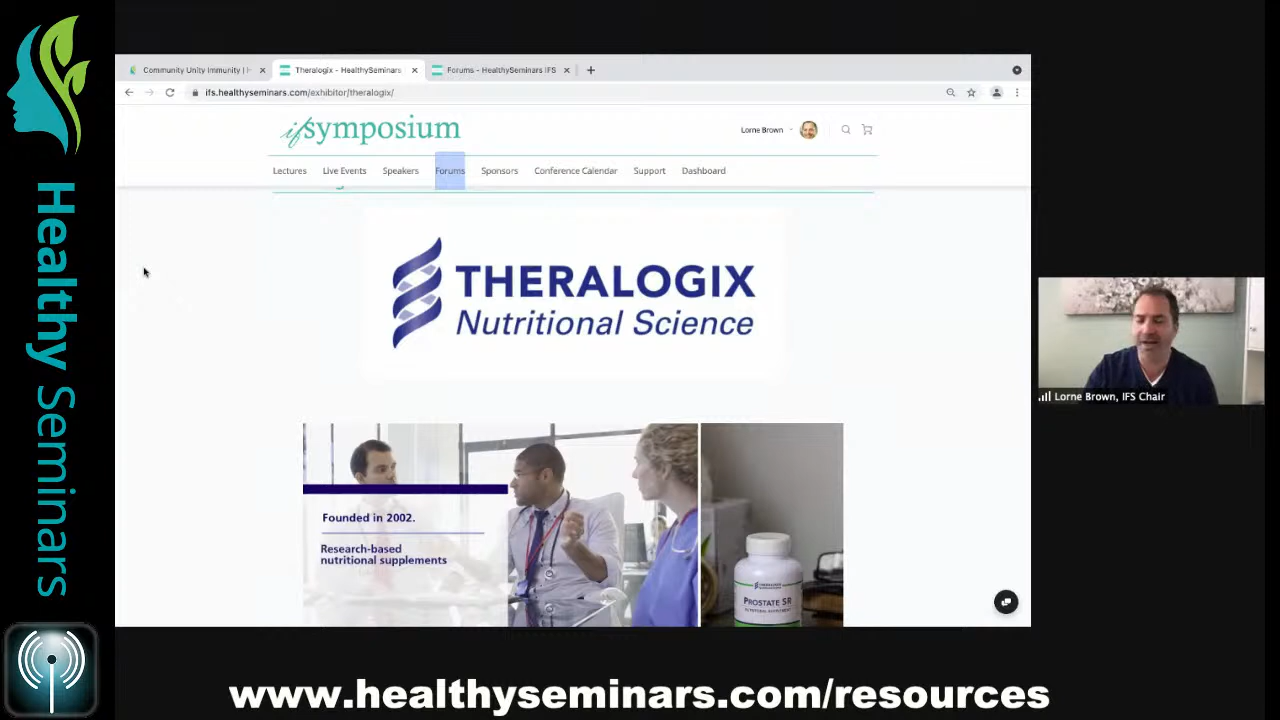 Healthy Seminars
Community Unity Immunity |
Theralogix - HealthySeminars
Forums - HealthySeminars IFS
ifs.healthyseminars.com/exhibitor/theralogix/
ifsymposium
Lorne Brown
Lectures
Live Events
Speakers
Forums
Sponsors
Conference Calendar
Support
Dashboard
THERALOGIX
Nutritional Science
Founded in 2002.
Research-based
nutritional supplements
THERALOGIX
PROSTATE SR
Lorne Brown, IFS Chair
www.healthyseminars.com/resources